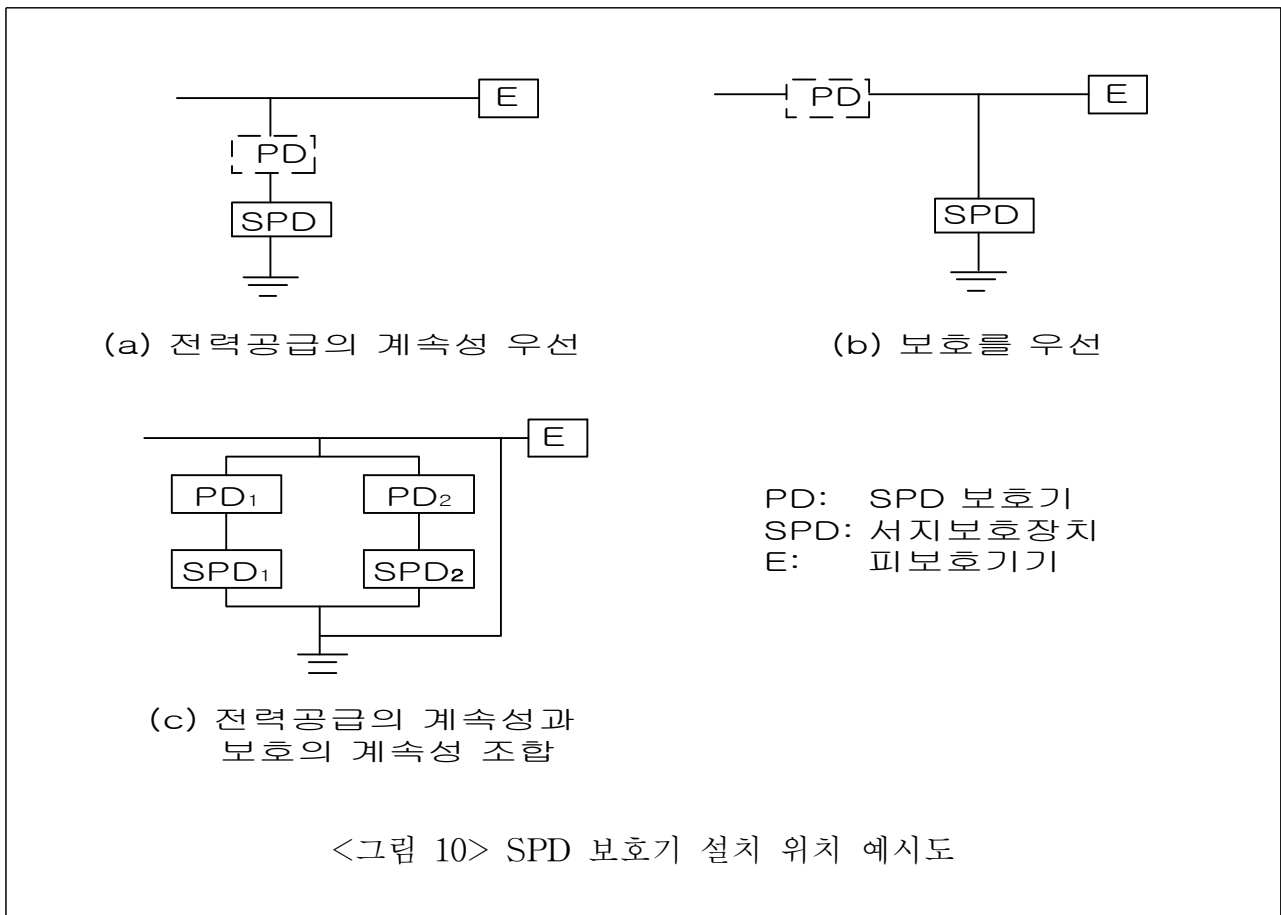 E
PD
SPD
(a) 전력공급의 계속성 우선
PD
E
SPD
(b) 보호를 우선
E
PD₁
PD₂
SPD₁
SPD₂
(c) 전력공급의 계속성과
보호의 계속성 조합
PD: SPD 보호기
SPD: 서지보호장치
E: 피보호기기
<그림 10> SPD 보호기 설치 위치 예시도